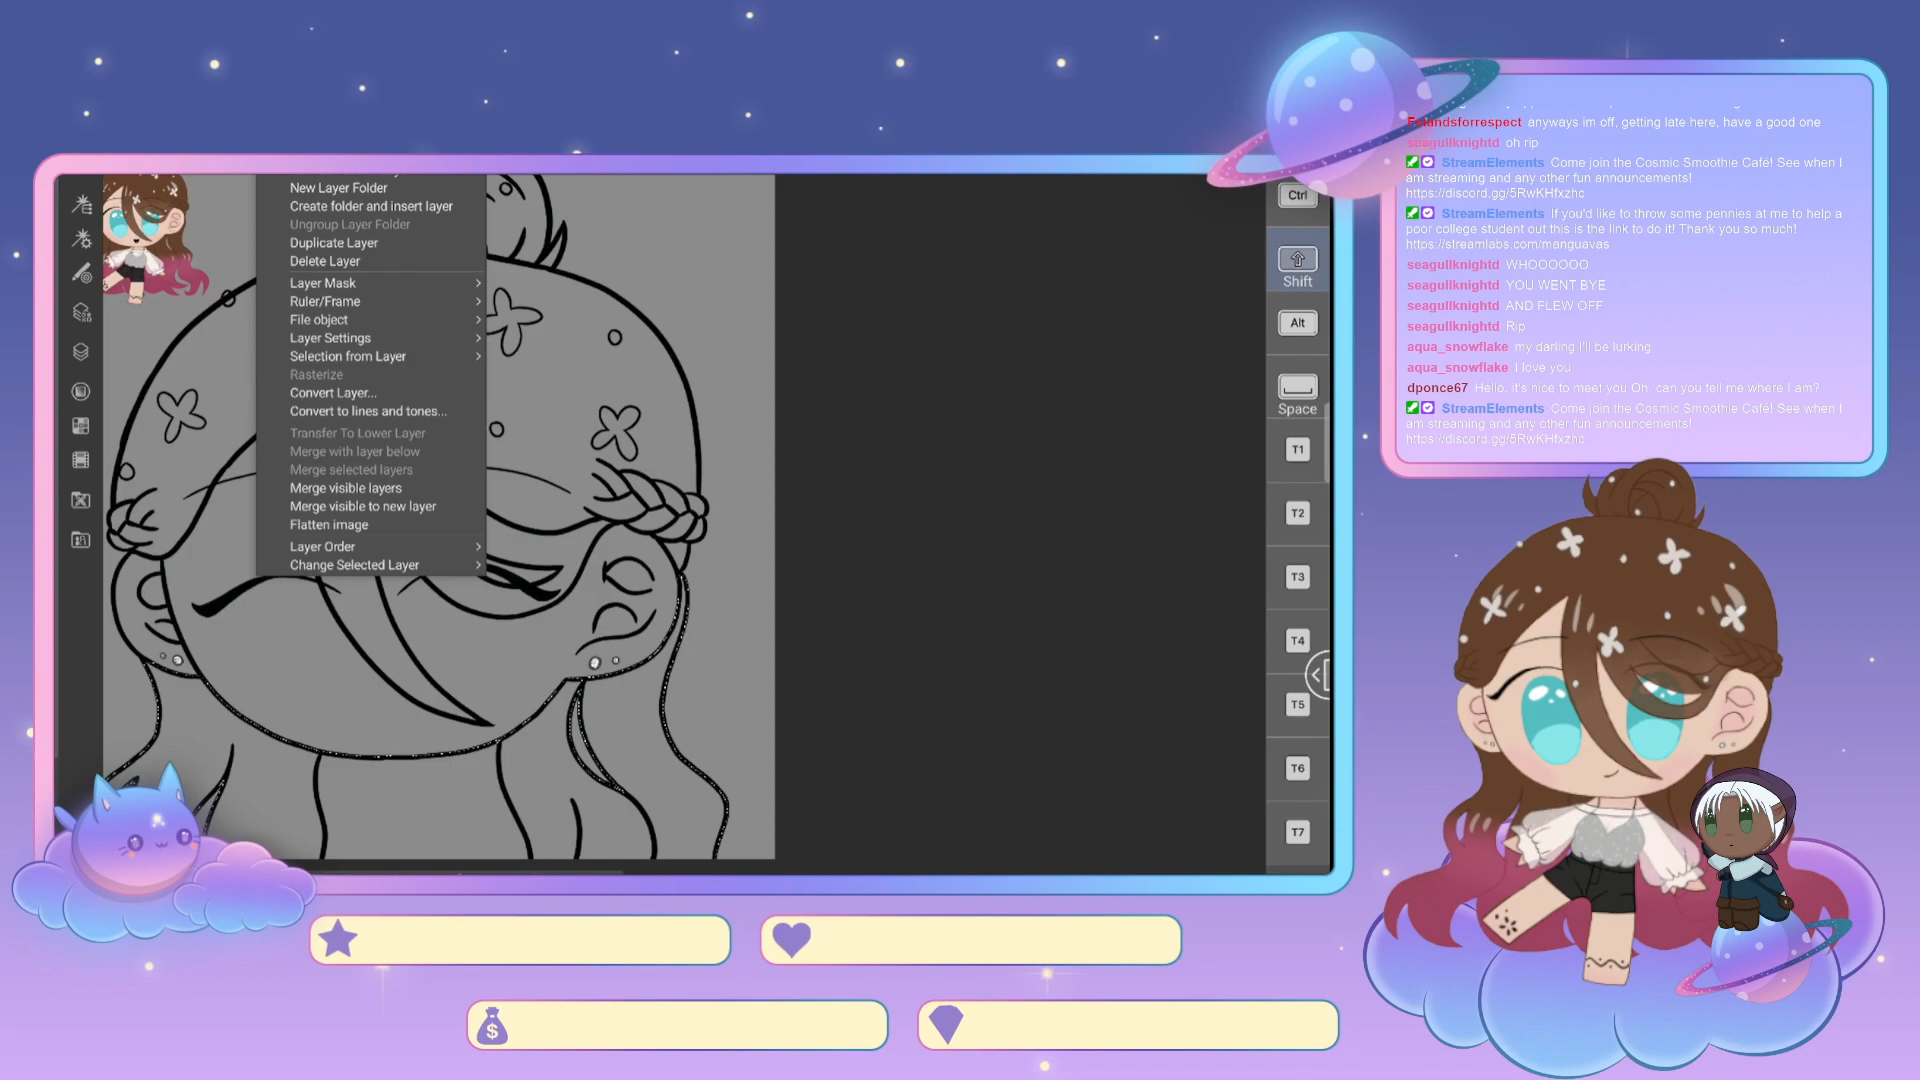 New Layer Folder
Create folder and insert layer
Ungroup Layer Folder
Duplicate Layer
Delete Layer
Layer Mask
Ruler/Frame
File object
Layer Settings
Selection from Layer
Rasterize
Convert Layer...
Convert to lines and tones...
Transfer To Lower Layer
Merge with layer below
Merge selected layers
Merge visible layers
Merge visible to new layer
Flatten image
Layer Order
Change Selected Layer
Ctrl
Shift
Alt
Space
T1
T2
T3
T4
T5
T6
T7
anyways im off, getting late here, have a good one
seagullknightd oh rip
StreamElements Come join the Cosmic Smoothie Café! See when I
am streaming and any other fun announcements!
https://discord.gg/5RwKHfxzhc
StreamElements If you'd like to throw some pennies at me to help a
poor college student out this is the link to do it! Thank you so much!
https://streamlabs.com/manguavas
seagullknightd WHOOOOOO
seagullknightd YOU WENT BYE
seagullknightd AND FLEW OFF
seagullknightd Rip
aqua_snowflake my darling I'll be lurking
aqua_snowflake I love you
dponce67 Hello, it's nice to meet you Oh, can you tell me where I am?
StreamElements Come join the Cosmic Smoothie Café! See when I
am streaming and any other fun announcements!
https://discord.gg/5RwKHfxzhc